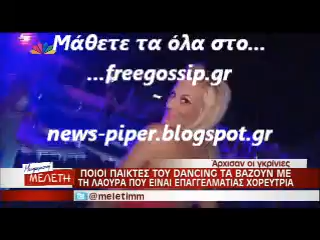 Μάθετε τα όλα στο...
...freegossip.gr
news-piper.blogspot.gr
Άρχισαν οι γκρίνιες
Μεσημέρι
ΜΕΛΕΤΗ
ΠΟΙΟΙ ΠΑΙΚΤΕΣ ΤΟΥ DANCING ΤΑ ΒΑΖΟΥΝ ΜΕ
ΤΗ ΛΑΟΥΡΑ ΠΟΥ ΕΙΝΑΙ ΕΠΑΓΓΕΛΜΑΤΙΑΣ ΧΟΡΕΥΤΡΙΑ
@meletimm